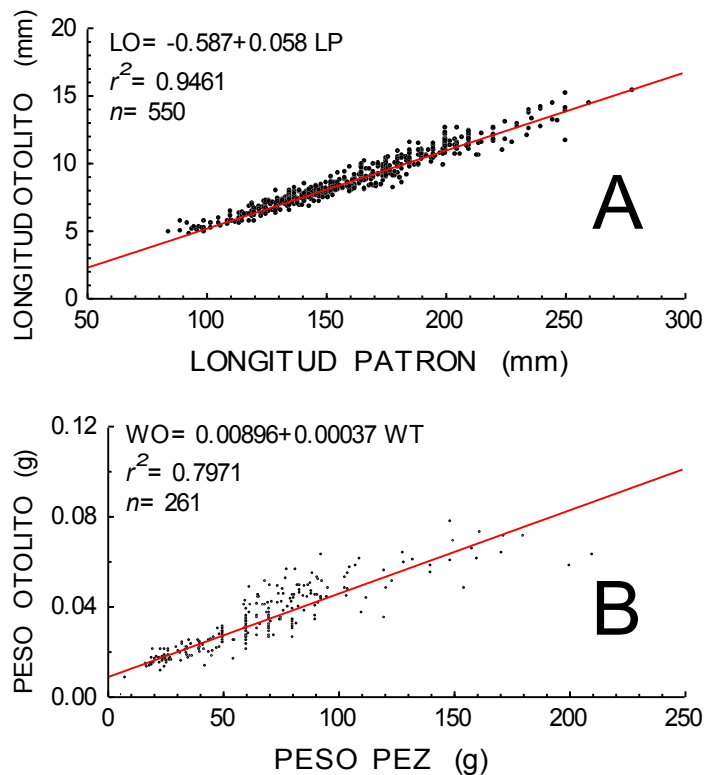 20
15
10
5
0
LONGITUD OTOLITO (mm)
LO= -0.587+0.058 LP
r²= 0.9461
n= 550
A
50 100 150 200 250 300
LONGITUD PATRON (mm)
0.12
0.08
0.04
0.00
PESO OTOLITO (g)
WO= 0.00896+0.00037 WT
r²= 0.7971
n= 261
B
0 50 100 150 200 250
PESO PEZ (g)